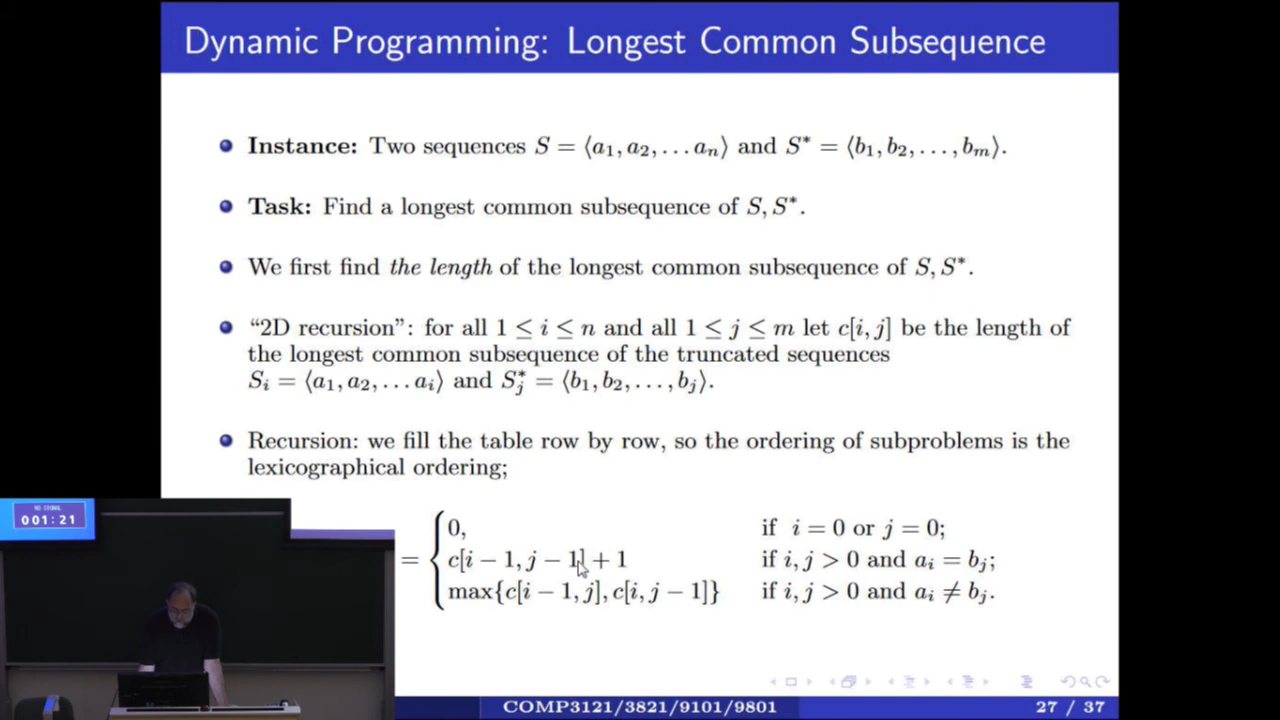 Dynamic Programming: Longest Common Subsequence
Instance: Two sequences S = ⟨a₁, a₂, … aₙ⟩ and S* = ⟨b₁, b₂, …, bₘ⟩.
Task: Find a longest common subsequence of S, S*.
We first find the length of the longest common subsequence of S, S*.
“2D recursion”: for all 1 ≤ i ≤ n and all 1 ≤ j ≤ m let c[i, j] be the length of
the longest common subsequence of the truncated sequences
Sᵢ = ⟨a₁, a₂, … aᵢ⟩ and S*ⱼ = ⟨b₁, b₂, …, bⱼ⟩.
Recursion: we fill the table row by row, so the ordering of subproblems is the
lexicographical ordering;
0, if i = 0 or j = 0;
= { c[i − 1, j − 1] + 1 if i, j > 0 and aᵢ = bⱼ;
max{c[i − 1, j], c[i, j − 1]} if i, j > 0 and aᵢ ≠ bⱼ.
NO SIGNAL
001:21
COMP3121/3821/9101/9801 27 / 37